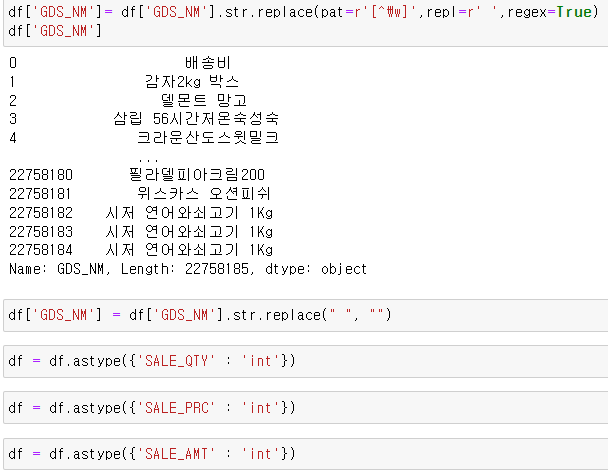 df['GDS_NM']= df['GDS_NM'].str.replace(pat=r'[^₩w]',repl=r' ',regex=True)
df['GDS_NM']
0 배송비
1 감자2kg 박스
2 델몬트 망고
3 삼립 56시간저온숙성숙
4 크라운산도스윗밀크
...
22758180 필라델피아크림200
22758181 위스카스 오션피쉬
22758182 시저 연어와쇠고기 1Kg
22758183 시저 연어와쇠고기 1Kg
22758184 시저 연어와쇠고기 1Kg
Name: GDS_NM, Length: 22758185, dtype: object
df['GDS_NM'] = df['GDS_NM'].str.replace(" ", "")
df = df.astype({'SALE_QTY' : 'int'})
df = df.astype({'SALE_PRC' : 'int'})
df = df.astype({'SALE_AMT' : 'int'})